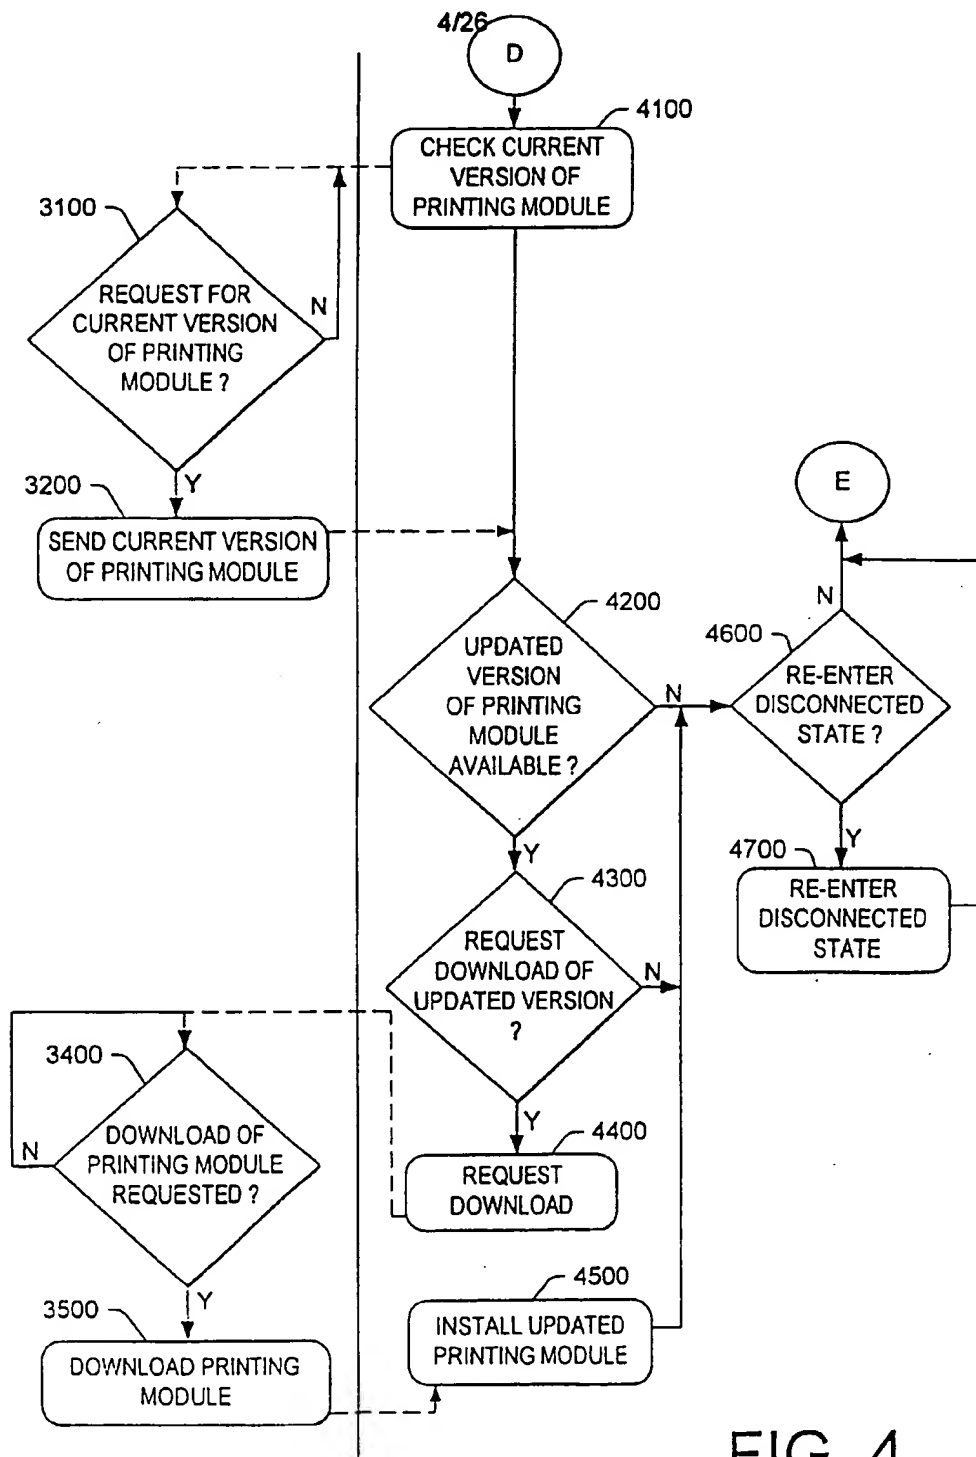 4/26
D
4100
CHECK CURRENT
VERSION OF
PRINTING MODULE
3100
REQUEST FOR
CURRENT VERSION
OF PRINTING
MODULE ?
N
Y
3200
SEND CURRENT VERSION
OF PRINTING MODULE
E
4200
UPDATED
VERSION
OF PRINTING
MODULE
AVAILABLE ?
N
Y
4600
RE-ENTER
DISCONNECTED
STATE ?
N
Y
4700
RE-ENTER
DISCONNECTED
STATE
4300
REQUEST
DOWNLOAD OF
UPDATED VERSION
?
N
Y
3400
DOWNLOAD OF
PRINTING MODULE
REQUESTED ?
N
Y
4400
REQUEST
DOWNLOAD
4500
INSTALL UPDATED
PRINTING MODULE
3500
DOWNLOAD PRINTING
MODULE
FIG. 4